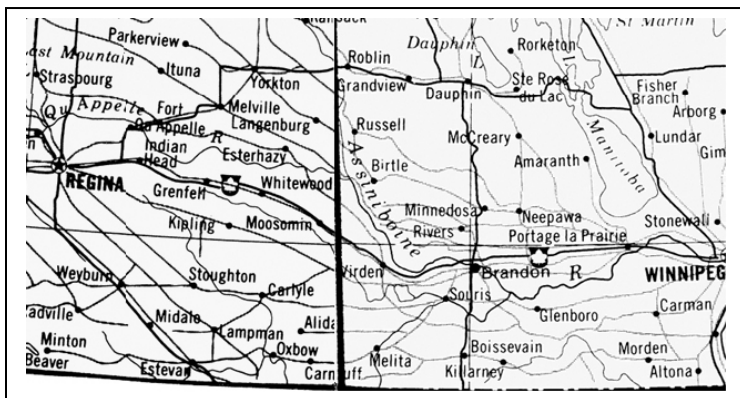 Parkerview
Roblin
Dauphin
L
Rorketon
St Martin
L
East Mountain
Ituna
Strasbourg
Yorkton
Grandview
Dauphin
Ste Rose
du Lac
Fisher
Branch
Qu'Appelle
Fort
Qu'Appelle
R
Melville
Langenburg
Russell
McCreary
Arborg
Lundar
Indian
Head
Esterhazy
Birtle
Amaranth
Manitoba
Gim
REGINA
Grenfell
Whitewood
Assiniboine
Minnedosa
Neepawa
Stonewall
Kipling
Moosomin
Rivers
Portage la Prairie
Virden
Brandon
R
WINNIPEG
Weyburn
Stoughton
Carlyle
Souris
Glenboro
Carman
adville
Midale
Lampman
Alida
Minton
Beaver
Oxbow
Estevan
Carnduff
Melita
Boissevain
Killarney
Morden
Altona